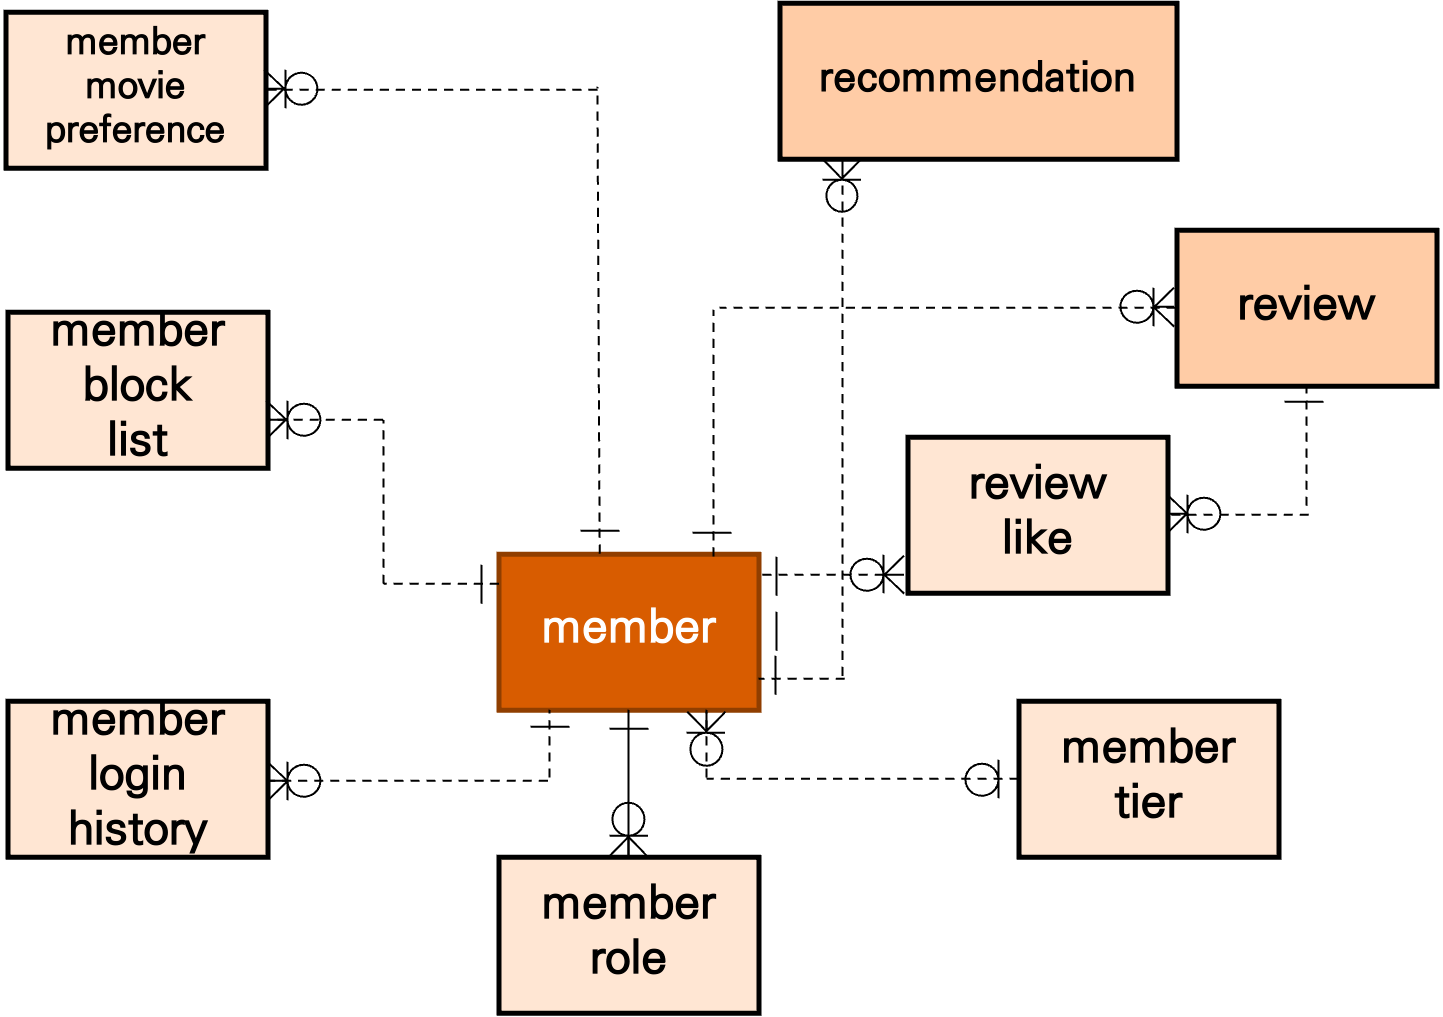 member
movie
preference
recommendation
review
member
block
list
review
like
member
member
login
history
member
tier
member
role